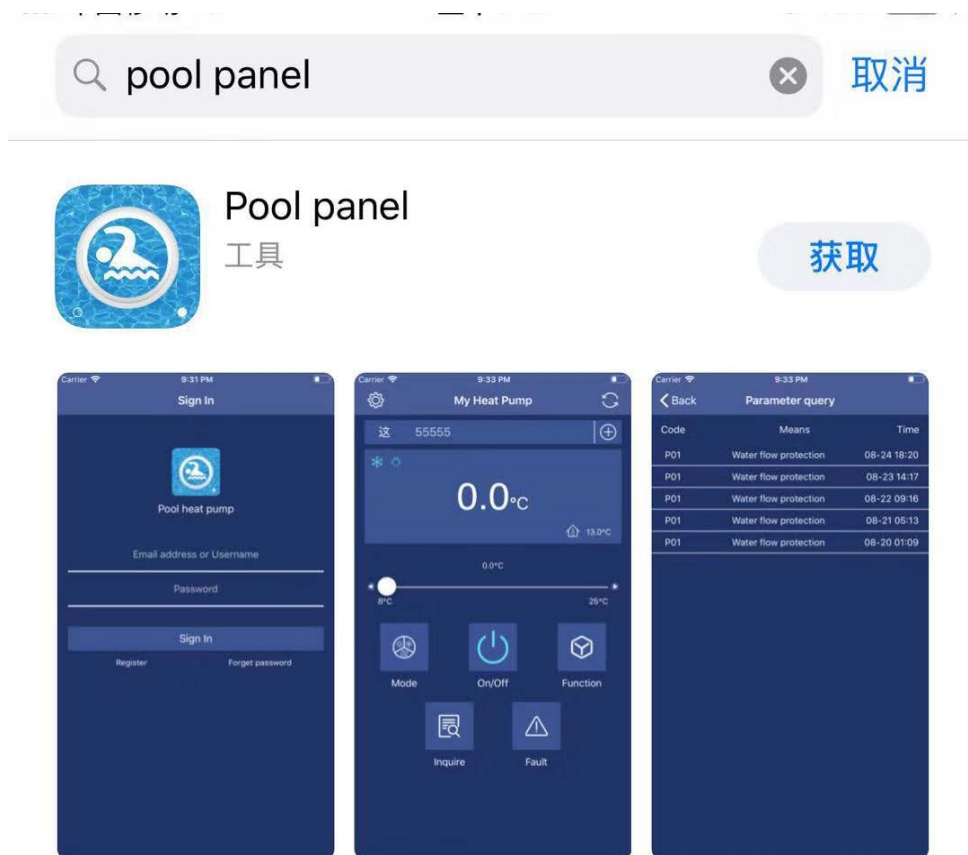 pool panel
取消
Pool panel
工具
获取
Carrier 9:31 PM
Sign In
Pool heat pump
Email address or Username
Password
Sign In
Register Forget password
Carrier 9:33 PM
My Heat Pump
这 55555
0.0°C
13.0°C
0.0°C
8°C 25°C
Mode On/Off Function
Inquire Fault
Carrier 9:33 PM
Back Parameter query
Code Means Time
P01 Water flow protection 08-24 18:20
P01 Water flow protection 08-23 14:17
P01 Water flow protection 08-22 09:16
P01 Water flow protection 08-21 05:13
P01 Water flow protection 08-20 01:09